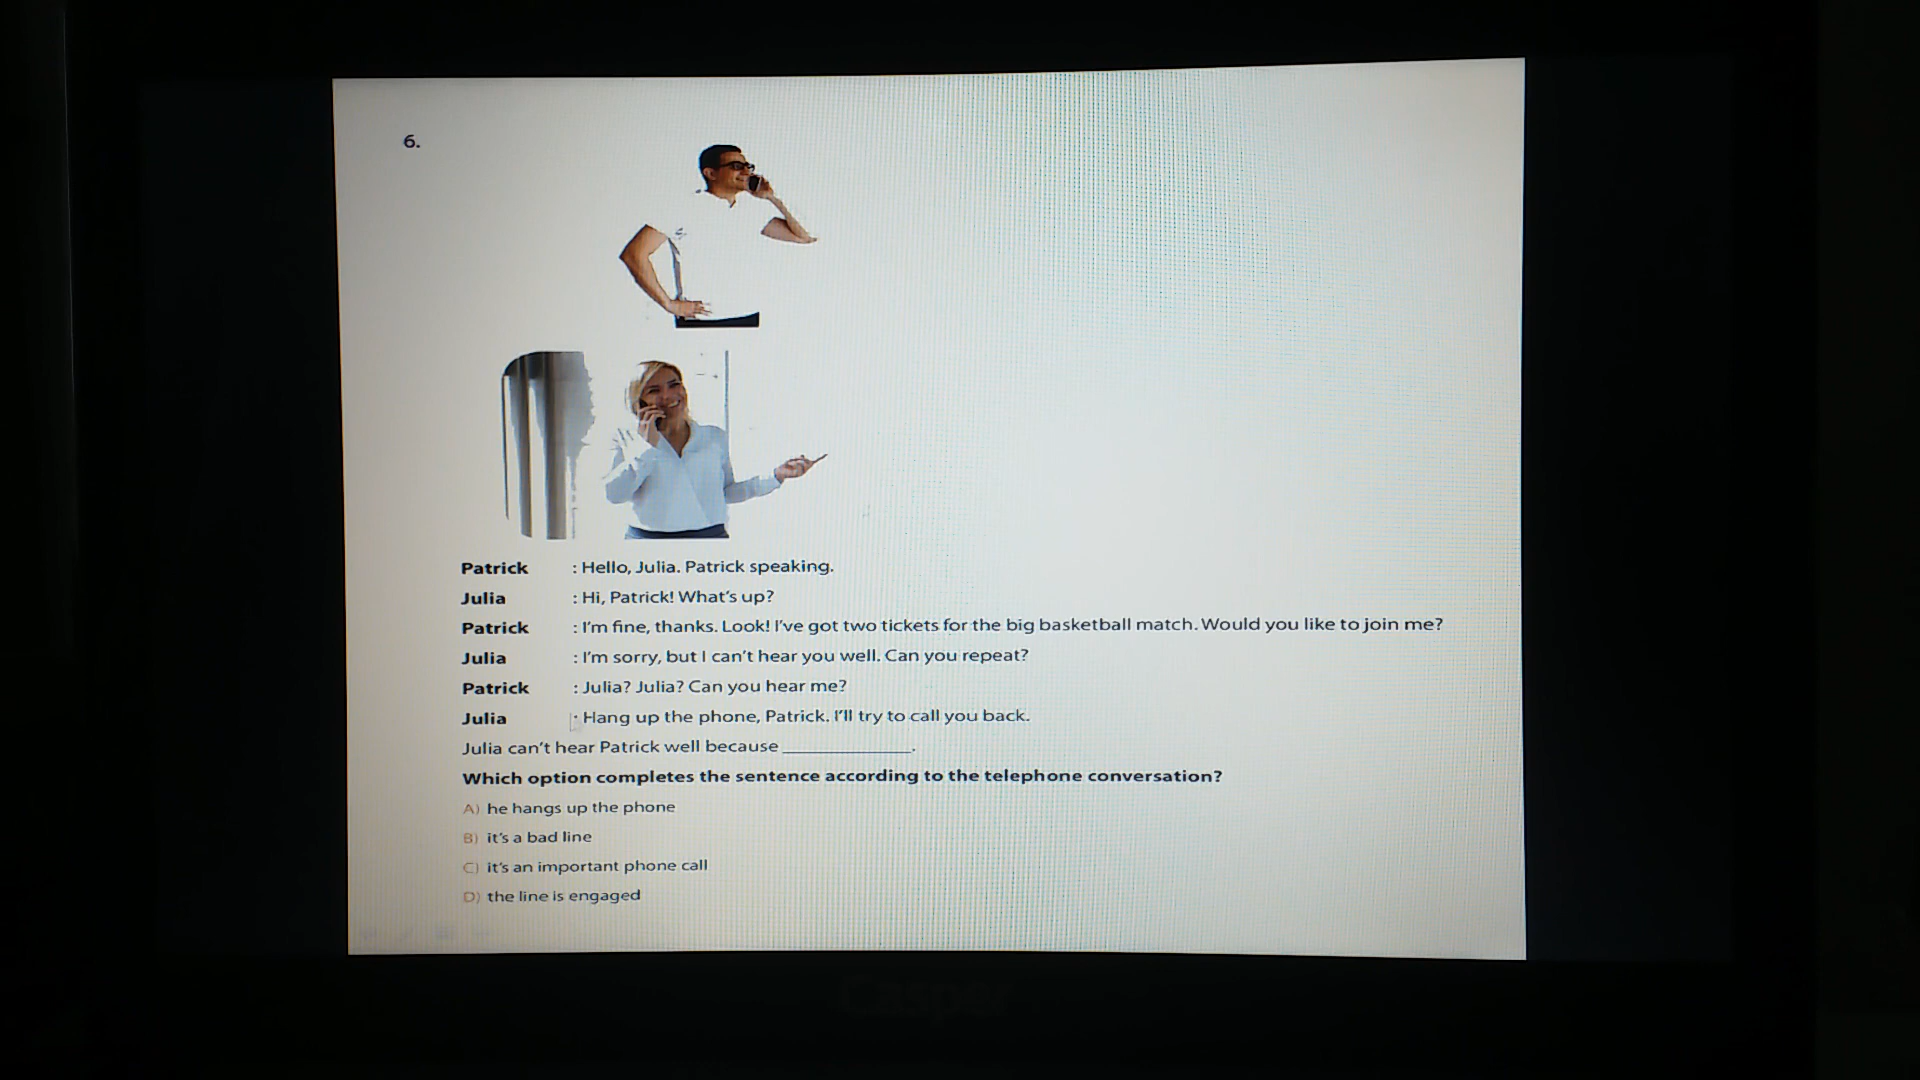 6.
Patrick : Hello, Julia. Patrick speaking.
Julia : Hi, Patrick! What's up?
Patrick : I'm fine, thanks. Look! I've got two tickets for the big basketball match. Would you like to join me?
Julia : I'm sorry, but I can't hear you well. Can you repeat?
Patrick : Julia? Julia? Can you hear me?
Julia : Hang up the phone, Patrick. I'll try to call you back.
Julia can't hear Patrick well because ______________.
Which option completes the sentence according to the telephone conversation?
A) he hangs up the phone
B) it's a bad line
C) it's an important phone call
D) the line is engaged
Casper